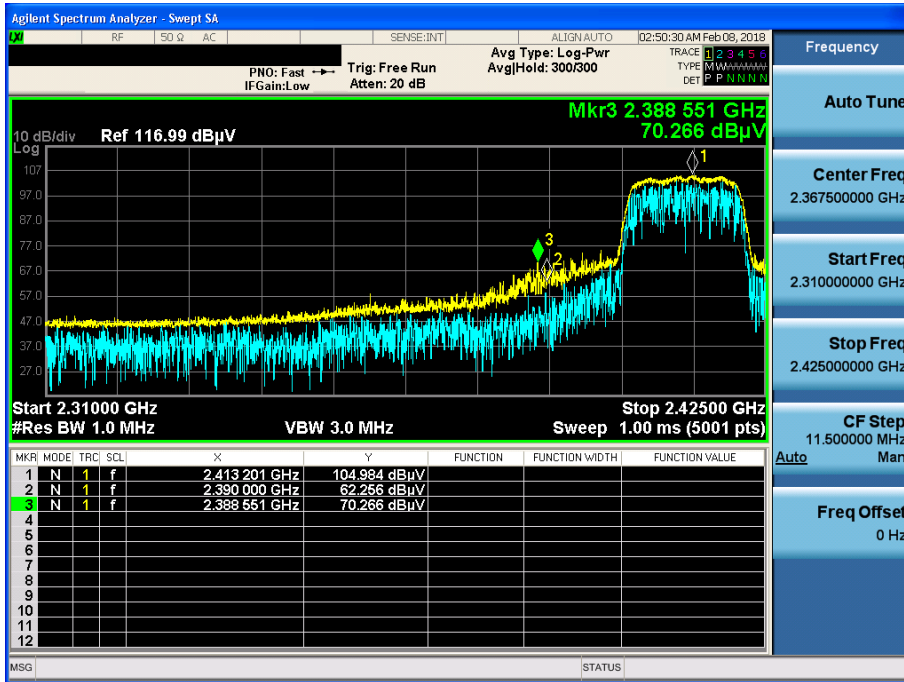 Agilent Spectrum Analyzer - Swept SA
LXI RF 50 Ω AC SENSE:INT ALIGN AUTO 02:50:30 AM Feb 08, 2018
PNO: Fast
IFGain:Low
Trig: Free Run
Atten: 20 dB
Avg Type: Log-Pwr
Avg|Hold: 300/300
TRACE 1 2 3 4 5 6
TYPE M WWWWW
DET P P N N N N
Mkr3 2.388 551 GHz
70.266 dBµV
10 dB/div Ref 116.99 dBµV
Log
107
97.0
87.0
77.0
67.0
57.0
47.0
37.0
27.0
1
3
2
Start 2.31000 GHz Stop 2.42500 GHz
#Res BW 1.0 MHz VBW 3.0 MHz Sweep 1.00 ms (5001 pts)
MKR MODE TRC SCL X Y FUNCTION FUNCTION WIDTH FUNCTION VALUE
1 N 1 f 2.413 201 GHz 104.984 dBµV
2 N 1 f 2.390 000 GHz 62.256 dBµV
3 N 1 f 2.388 551 GHz 70.266 dBµV
4
5
6
7
8
9
10
11
12
MSG STATUS
Frequency
Auto Tune
Center Freq
2.367500000 GHz
Start Freq
2.310000000 GHz
Stop Freq
2.425000000 GHz
CF Step
11.500000 MHz
Auto Man
Freq Offset
0 Hz